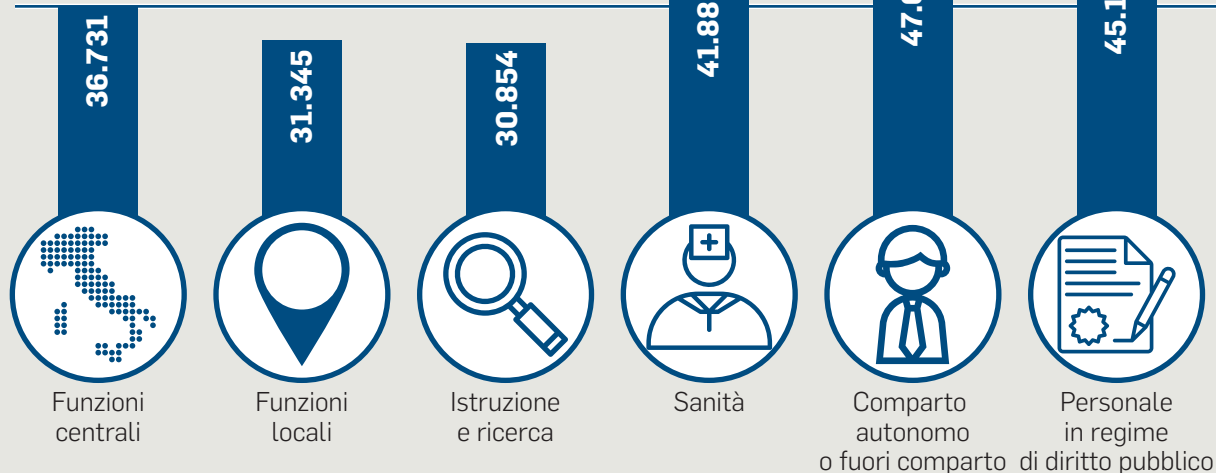 36.731
31.345
30.854
Funzioni
centrali
Funzioni
locali
Istruzione
e ricerca
Sanità
Comparto
autonomo
o fuori comparto
Personale
in regime
di diritto pubblico